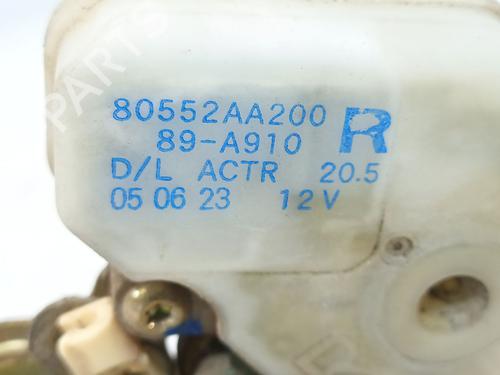 PARTS
80552AA200
89-A910 R
D/L ACTR 20.5
05 06 23 12V